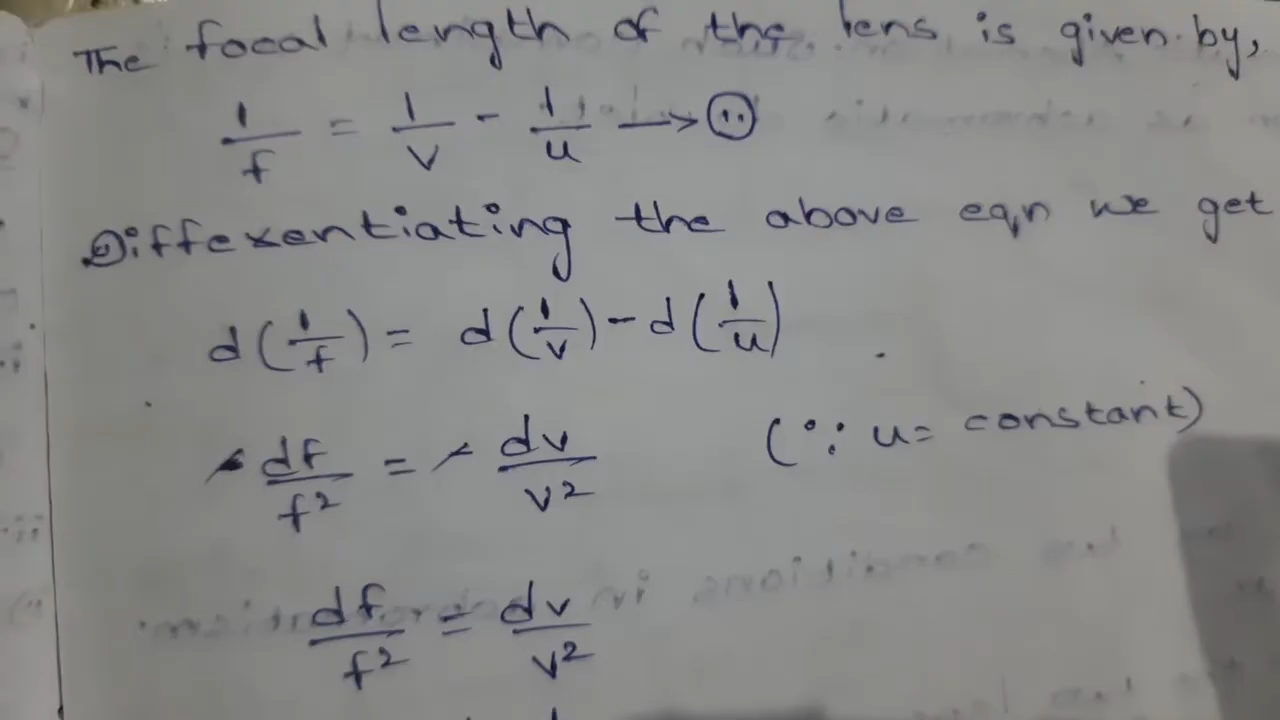 The focal length of the lens is given by,
1/f = 1/v - 1/u → (ii)
Differentiating the above eqn we get
d(1/f) = d(1/v) - d(1/u)
- df/f² = - dv/v² (∵ u = constant)
df/f² = dv/v²